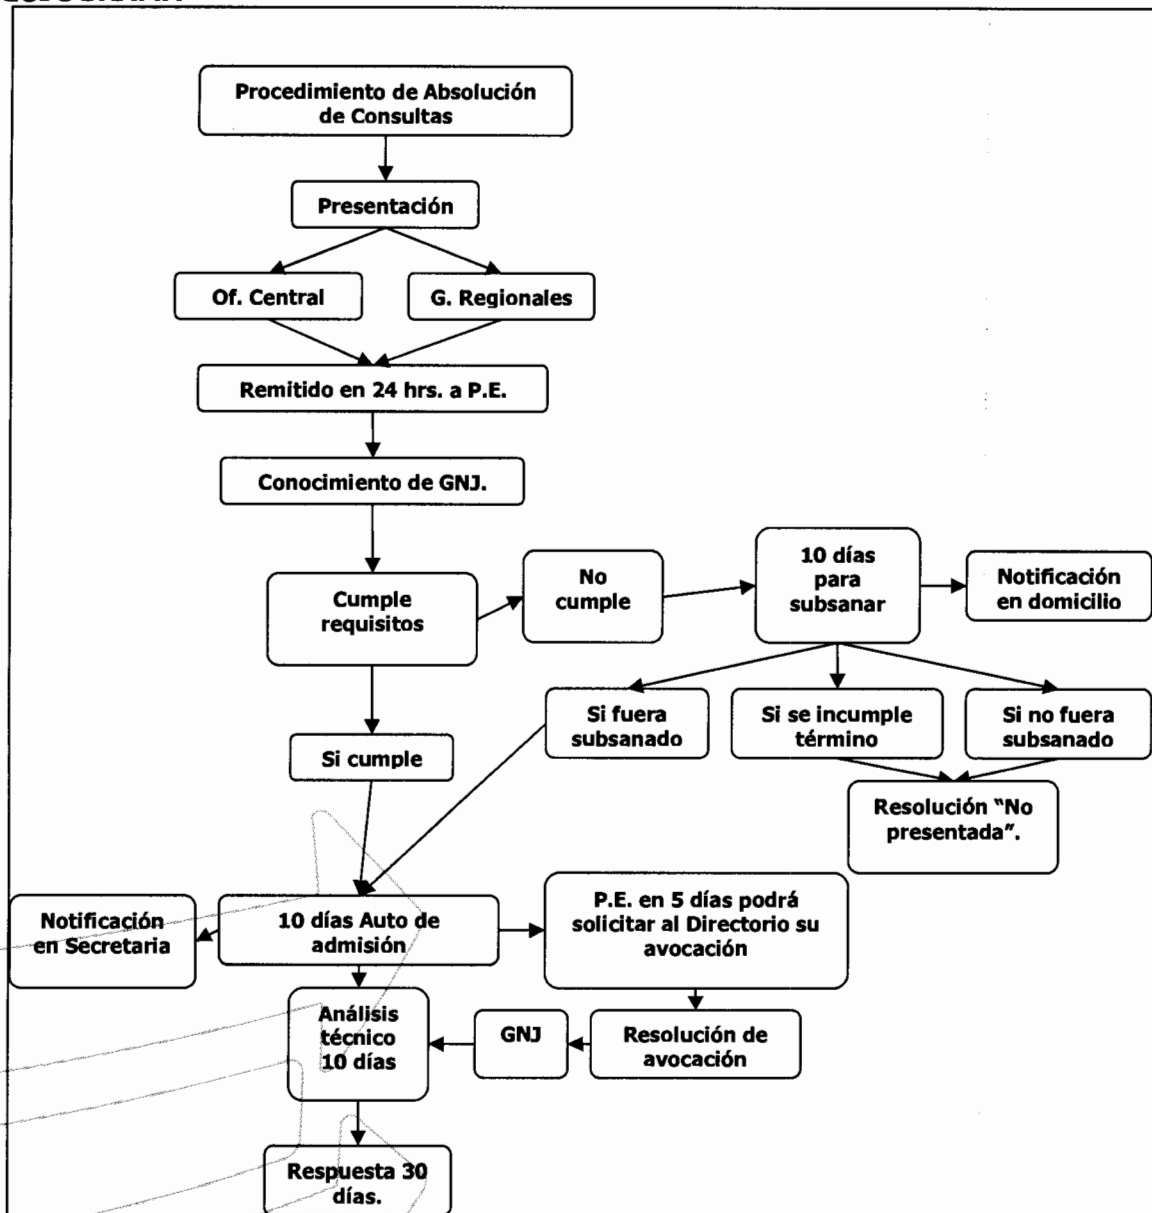 Procedimiento de Absolución
de Consultas
Presentación
Of. Central
G. Regionales
Remitido en 24 hrs. a P.E.
Conocimiento de GNJ.
Cumple
requisitos
No
cumple
10 días
para
subsanar
Notificación
en domicilio
Si fuera
subsanado
Si se incumple
término
Si no fuera
subsanado
Si cumple
Resolución “No
presentada”.
Notificación
en Secretaria
10 días Auto de
admisión
P.E. en 5 días podrá
solicitar al Directorio su
avocación
Análisis
técnico
10 días
GNJ
Resolución de
avocación
Respuesta 30
días.